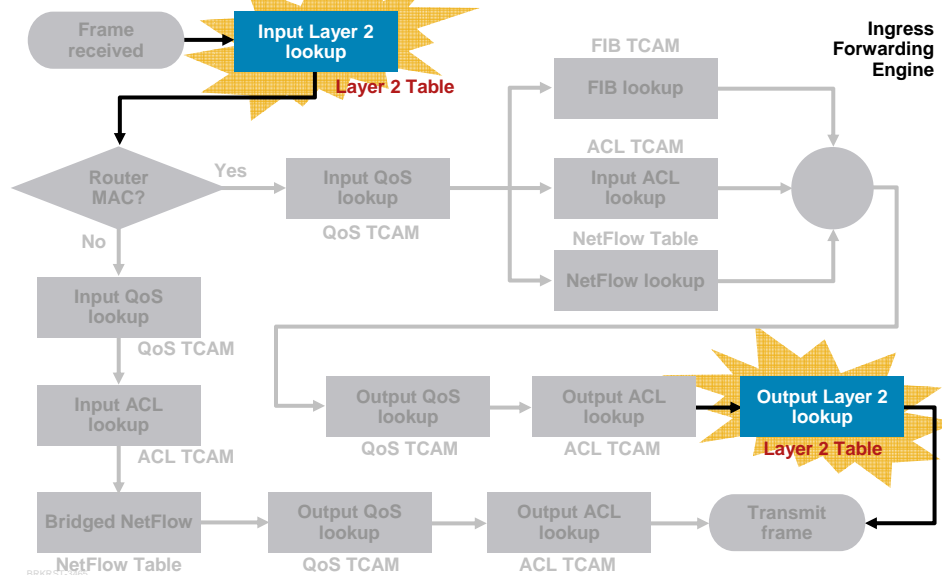 Frame
received
Input Layer 2
lookup
Layer 2 Table
Ingress
Forwarding
Engine
FIB TCAM
FIB lookup
Router
MAC?
Yes
Input QoS
lookup
QoS TCAM
ACL TCAM
Input ACL
lookup
NetFlow Table
NetFlow lookup
No
Input QoS
lookup
QoS TCAM
Input ACL
lookup
ACL TCAM
Output QoS
lookup
QoS TCAM
Output ACL
lookup
ACL TCAM
Output Layer 2
lookup
Layer 2 Table
Bridged NetFlow
NetFlow Table
Output QoS
lookup
QoS TCAM
Output ACL
lookup
ACL TCAM
Transmit
frame